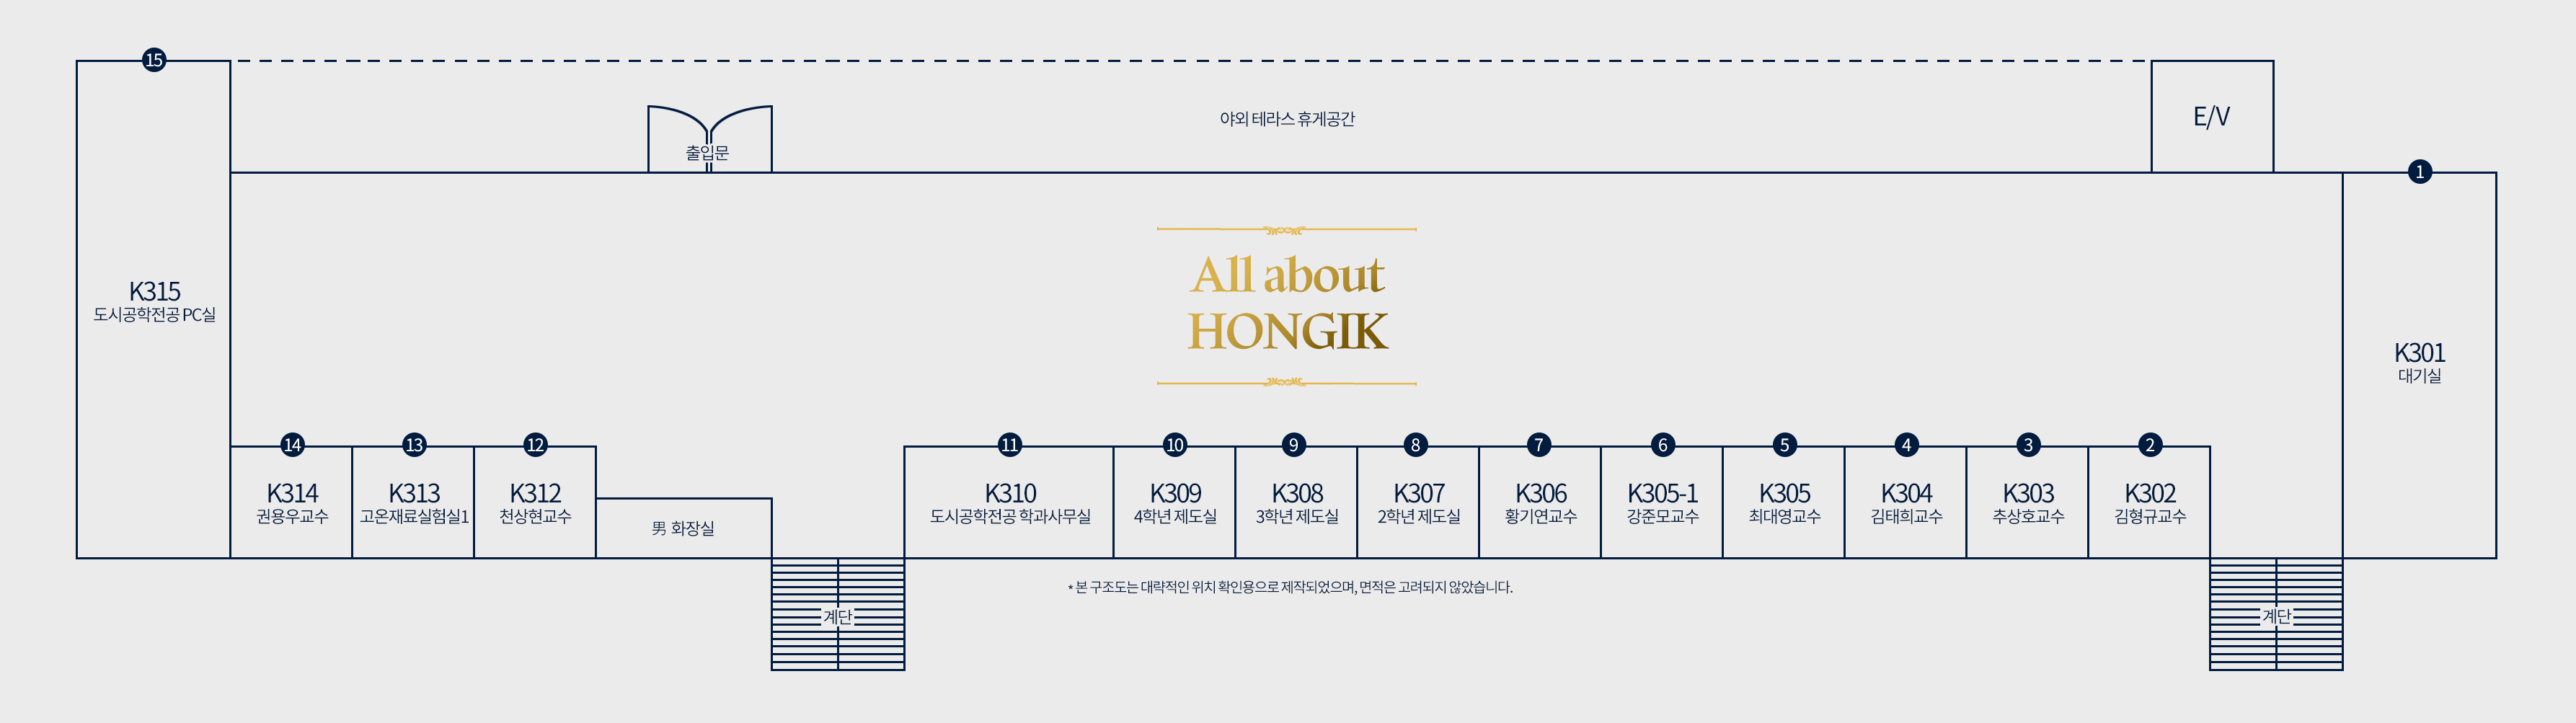 15
E/V
야외 테라스 휴게공간
출입문
1
All about
HONGIK
K315
도시공학전공 PC실
K301
대기실
14
K314
권용우교수
13
K313
고온재료실험실1
12
K312
천상현교수
男 화장실
11
K310
도시공학전공 학과사무실
10
K309
4학년 제도실
9
K308
3학년 제도실
8
K307
2학년 제도실
7
K306
황기연교수
6
K305-1
강준모교수
5
K305
최대영교수
4
K304
김태희교수
3
K303
추상호교수
2
K302
김형규교수
* 본 구조도는 대략적인 위치 확인용으로 제작되었으며, 면적은 고려되지 않았습니다.
계단
계단